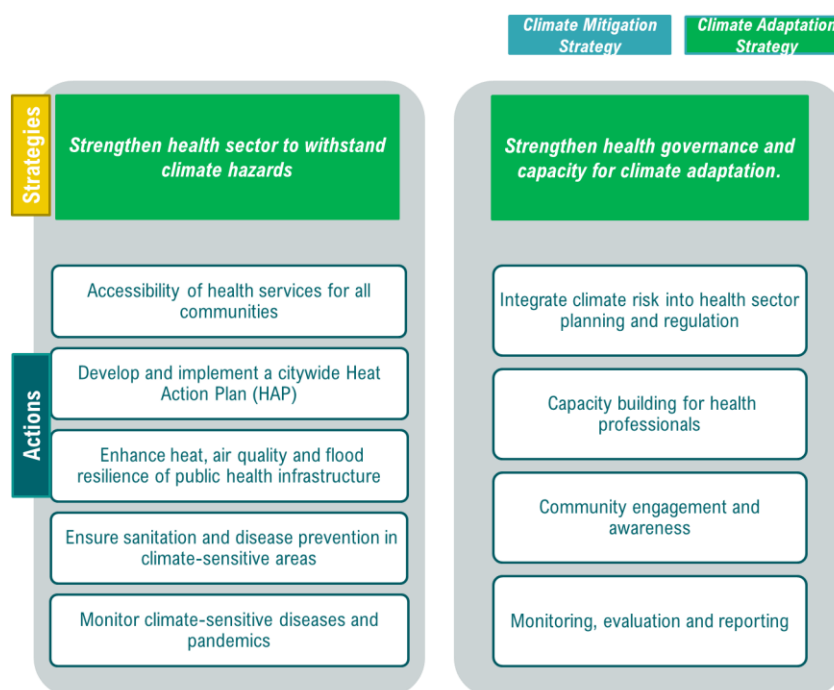 Climate Mitigation
Strategy
Climate Adaptation
Strategy
Strategies
Strengthen health sector to withstand
climate hazards
Strengthen health governance and
capacity for climate adaptation.
Actions
Accessibility of health services for all
communities
Develop and implement a citywide Heat
Action Plan (HAP)
Enhance heat, air quality and flood
resilience of public health infrastructure
Ensure sanitation and disease prevention in
climate-sensitive areas
Monitor climate-sensitive diseases and
pandemics
Integrate climate risk into health sector
planning and regulation
Capacity building for health
professionals
Community engagement and
awareness
Monitoring, evaluation and reporting